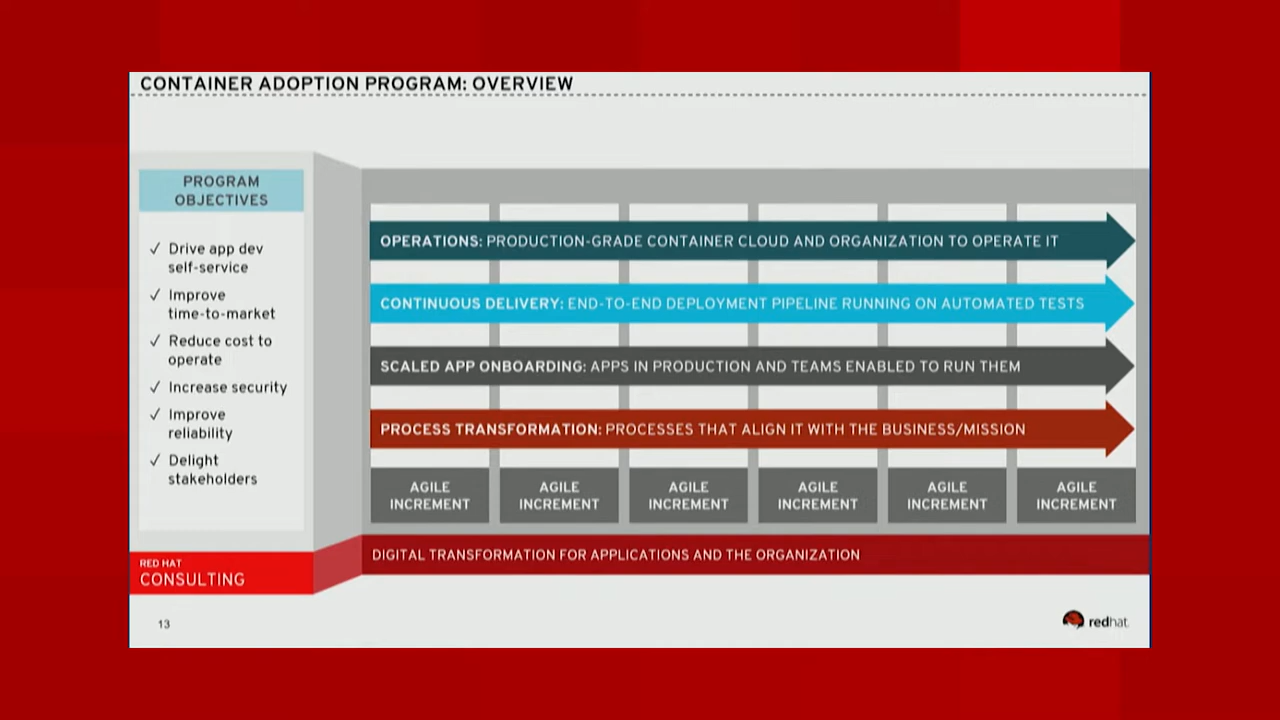 CONTAINER ADOPTION PROGRAM: OVERVIEW
PROGRAM
OBJECTIVES
✓ Drive app dev
self-service
✓ Improve
time-to-market
✓ Reduce cost to
operate
✓ Increase security
✓ Improve
reliability
✓ Delight
stakeholders
RED HAT
CONSULTING
OPERATIONS: PRODUCTION-GRADE CONTAINER CLOUD AND ORGANIZATION TO OPERATE IT
CONTINUOUS DELIVERY: END-TO-END DEPLOYMENT PIPELINE RUNNING ON AUTOMATED TESTS
SCALED APP ONBOARDING: APPS IN PRODUCTION AND TEAMS ENABLED TO RUN THEM
PROCESS TRANSFORMATION: PROCESSES THAT ALIGN IT WITH THE BUSINESS/MISSION
AGILE
INCREMENT
AGILE
INCREMENT
AGILE
INCREMENT
AGILE
INCREMENT
AGILE
INCREMENT
AGILE
INCREMENT
DIGITAL TRANSFORMATION FOR APPLICATIONS AND THE ORGANIZATION
13
redhat.